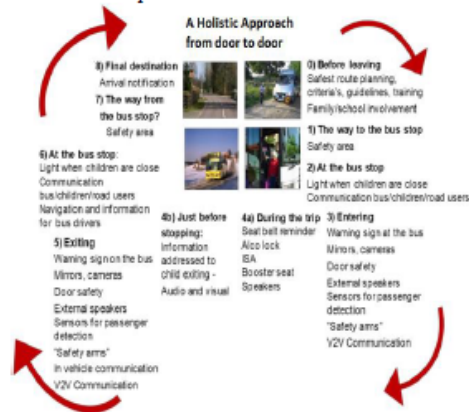 A Holistic Approach
from door to door
0) Before leaving
Safest route planning,
criteria's, guidelines, training
Family/school involvement
1) The way to the bus stop
Safety area
2) At the bus stop
Light when children are close
Communication bus/children/road users
3) Entering
Warning sign at the bus
Mirrors, cameras
Door safety
External speakers
Sensors for passenger
detection
"Safety arms"
V2V Communication
4a) During the trip
Seat belt reminder
Alco lock
ISA
Booster seat
Speakers
4b) Just before
stopping:
Information
addressed to
child exiting -
Audio and visual
5) Exiting
Warning sign on the bus
Mirrors, cameras
Door safety
External speakers
Sensors for passenger
detection
"Safety arms"
In vehicle communication
V2V Communication
6) At the bus stop:
Light when children are close
Communication
bus/children/road users
Navigation and information
for bus drivers
7) The way from
the bus stop?
Safety area
8) Final destination
Arrival notification